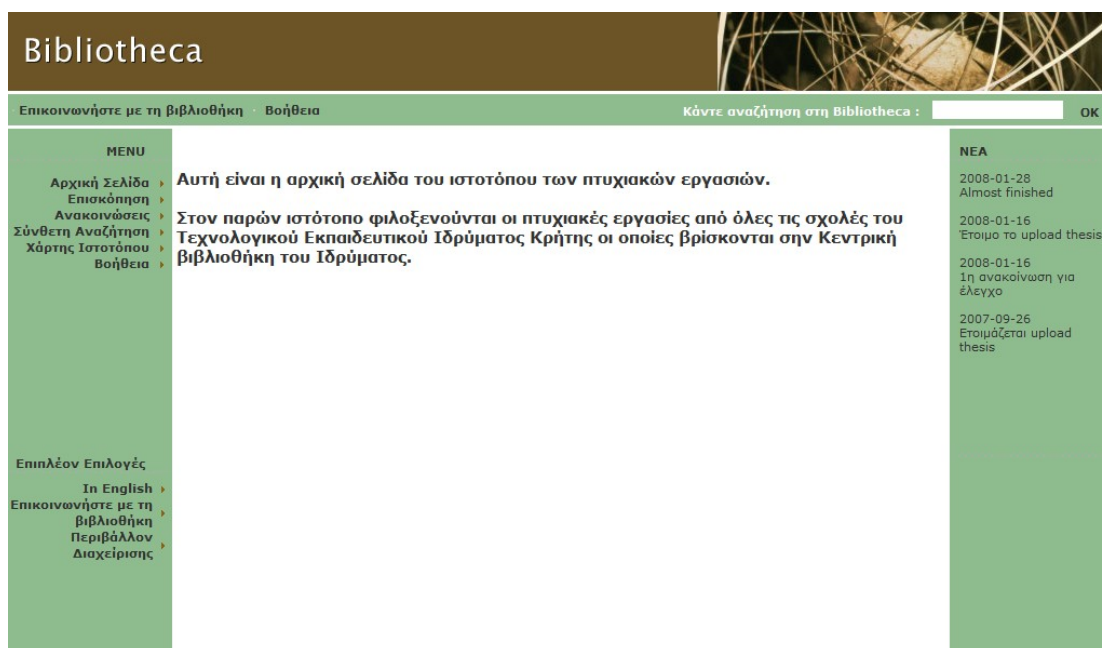 Bibliotheca
Επικοινωνήστε με τη βιβλιοθήκη · Βοήθεια
Κάντε αναζήτηση στη Bibliotheca :
OK
MENU
Αρχική Σελίδα
Επισκόπηση
Ανακοινώσεις
Σύνθετη Αναζήτηση
Χάρτης Ιστοτόπου
Βοήθεια
Επιπλέον Επιλογές
In English
Επικοινωνήστε με τη
βιβλιοθήκη
Περιβάλλον
Διαχείρισης
Αυτή είναι η αρχική σελίδα του ιστοτόπου των πτυχιακών εργασιών.
Στον παρών ιστότοπο φιλοξενούνται οι πτυχιακές εργασίες από όλες τις σχολές του
Τεχνολογικού Εκπαιδευτικού Ιδρύματος Κρήτης οι οποίες βρίσκονται σην Κεντρική
βιβλιοθήκη του Ιδρύματος.
ΝΕΑ
2008-01-28
Almost finished
2008-01-16
Έτοιμο το upload thesis
2008-01-16
1η ανακοίνωση για
έλεγχο
2007-09-26
Ετοιμάζεται upload
thesis